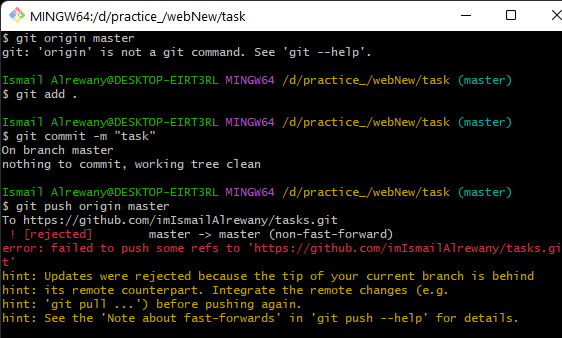 MINGW64:/d/practice_/webNew/task
$ git origin master
git: 'origin' is not a git command. See 'git --help'.
Ismail Alrewany@DESKTOP-EIRT3RL MINGW64 /d/practice_/webNew/task (master)
$ git add .
Ismail Alrewany@DESKTOP-EIRT3RL MINGW64 /d/practice_/webNew/task (master)
$ git commit -m "task"
On branch master
nothing to commit, working tree clean
Ismail Alrewany@DESKTOP-EIRT3RL MINGW64 /d/practice_/webNew/task (master)
$ git push origin master
To https://github.com/imIsmailAlrewany/tasks.git
 ! [rejected]        master -> master (non-fast-forward)
error: failed to push some refs to 'https://github.com/imIsmailAlrewany/tasks.gi
t'
hint: Updates were rejected because the tip of your current branch is behind
hint: its remote counterpart. Integrate the remote changes (e.g.
hint: 'git pull ...') before pushing again.
hint: See the 'Note about fast-forwards' in 'git push --help' for details.